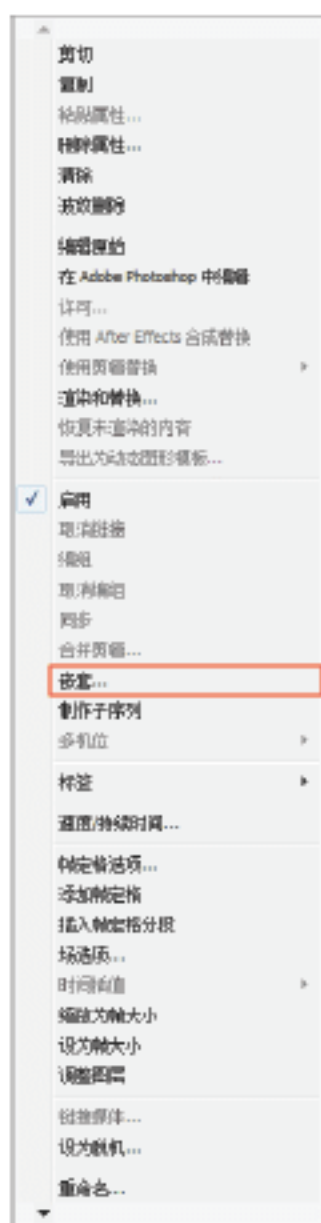 剪切
复制
粘贴属性...
删除属性...
清除
波纹删除
编辑原始
在 Adobe Photoshop 中编辑
许可...
使用 After Effects 合成替换
使用剪辑替换
渲染和替换...
恢复未渲染的内容
导出为动态图形模板...
启用
取消链接
编组
取消编组
同步
合并剪辑...
嵌套...
制作子序列
多机位
标签
速度/持续时间...
帧定格选项...
添加帧定格
插入帧定格分段
场选项...
时间插值
缩放为帧大小
设为帧大小
调整图层
链接媒体...
设为脱机...
重命名...